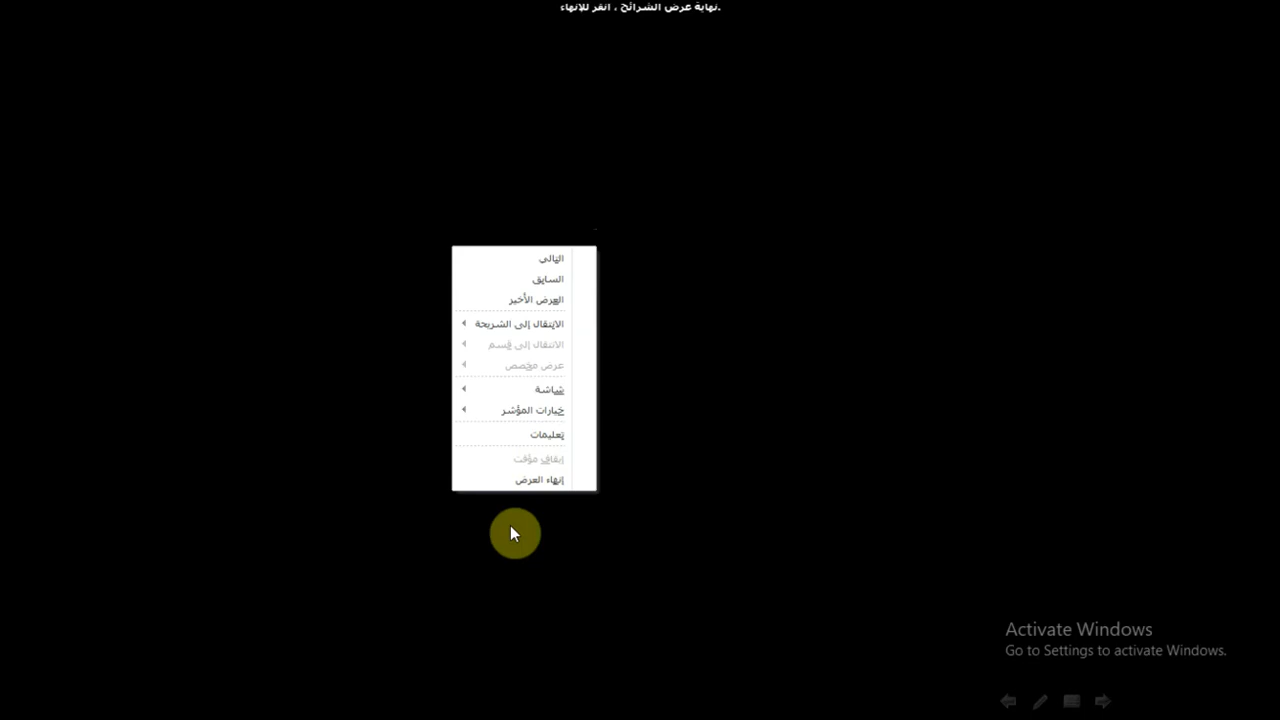 نهاية عرض الشرائح ، انقر للإنهاء.
التالي
السابق
العرض الأخير
الانتقال إلى الشريحة
الانتقال إلى قسم
عرض مخصص
شاشة
خيارات المؤشر
تعليمات
إيقاف مؤقت
إنهاء العرض
Activate Windows
Go to Settings to activate Windows.